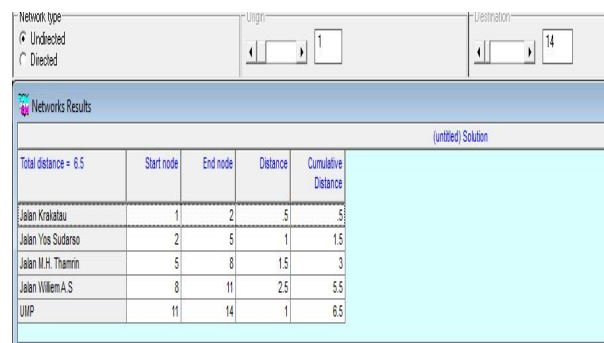 Network type
Origin
Destination
Undirected
Directed
1
14
Networks Results
(untitled) Solution
Total distance = 6.5 Start node End node Distance Cumulative Distance
Jalan Krakatau 1 2 .5 .5
Jalan Yos Sudarso 2 5 1 1.5
Jalan M.H. Thamrin 5 8 1.5 3
Jalan Williem A.S 8 11 2.5 5.5
UMP 11 14 1 6.5